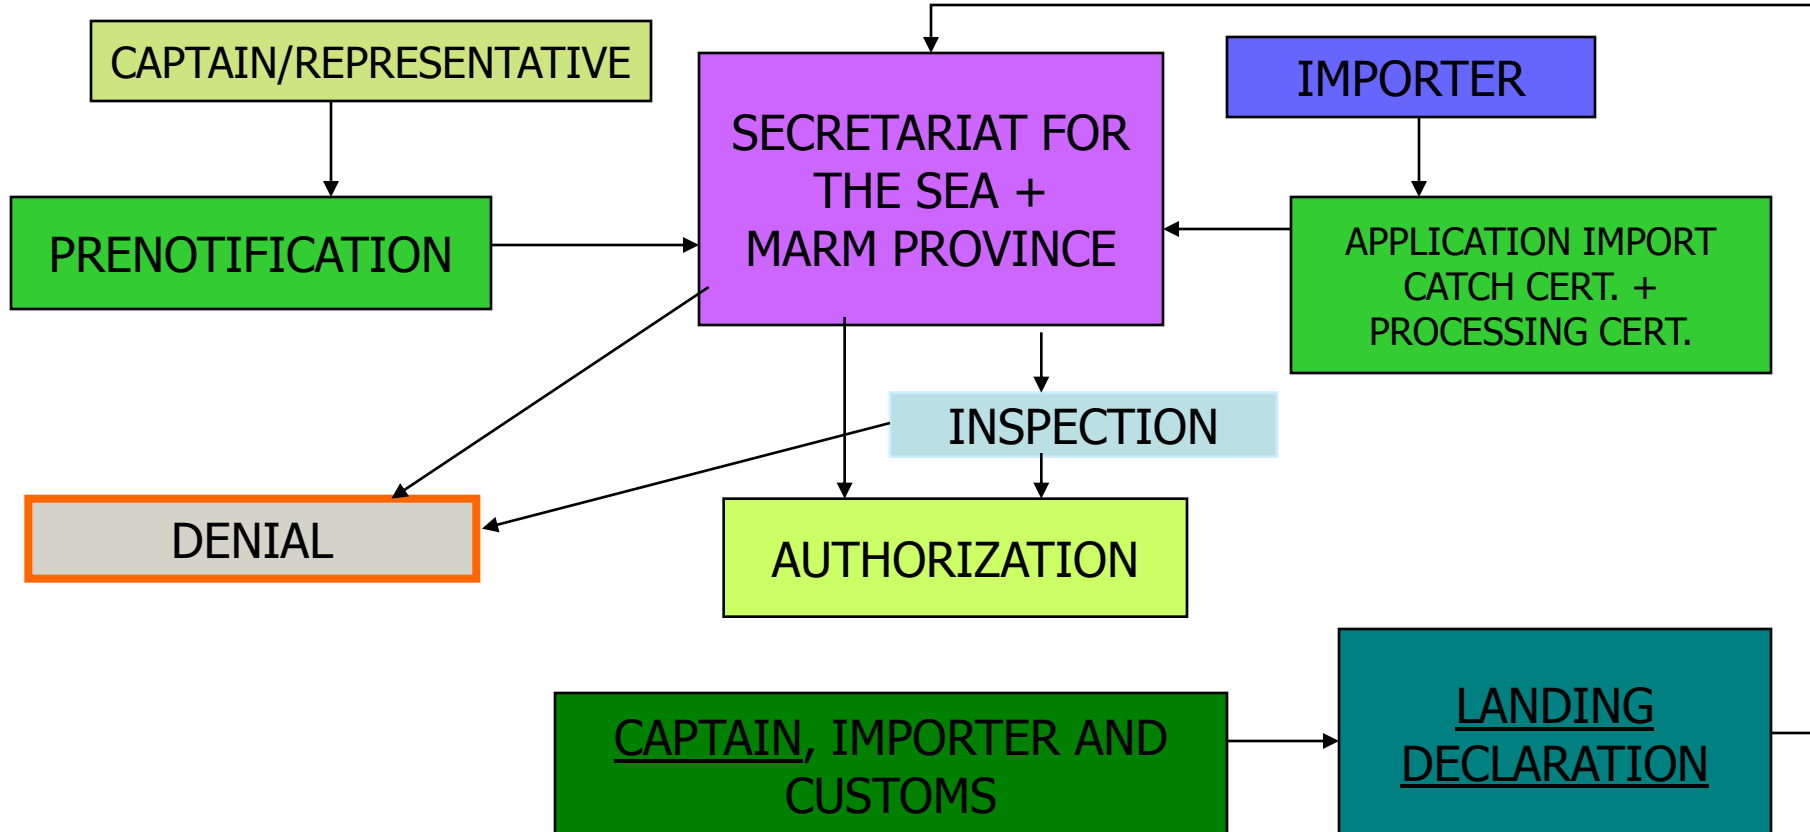 CAPTAIN/REPRESENTATIVE
SECRETARIAT FOR
THE SEA +
MARM PROVINCE
IMPORTER
PRENOTIFICATION
APPLICATION IMPORT
CATCH CERT. +
PROCESSING CERT.
INSPECTION
DENIAL
AUTHORIZATION
CAPTAIN, IMPORTER AND
CUSTOMS
LANDING
DECLARATION